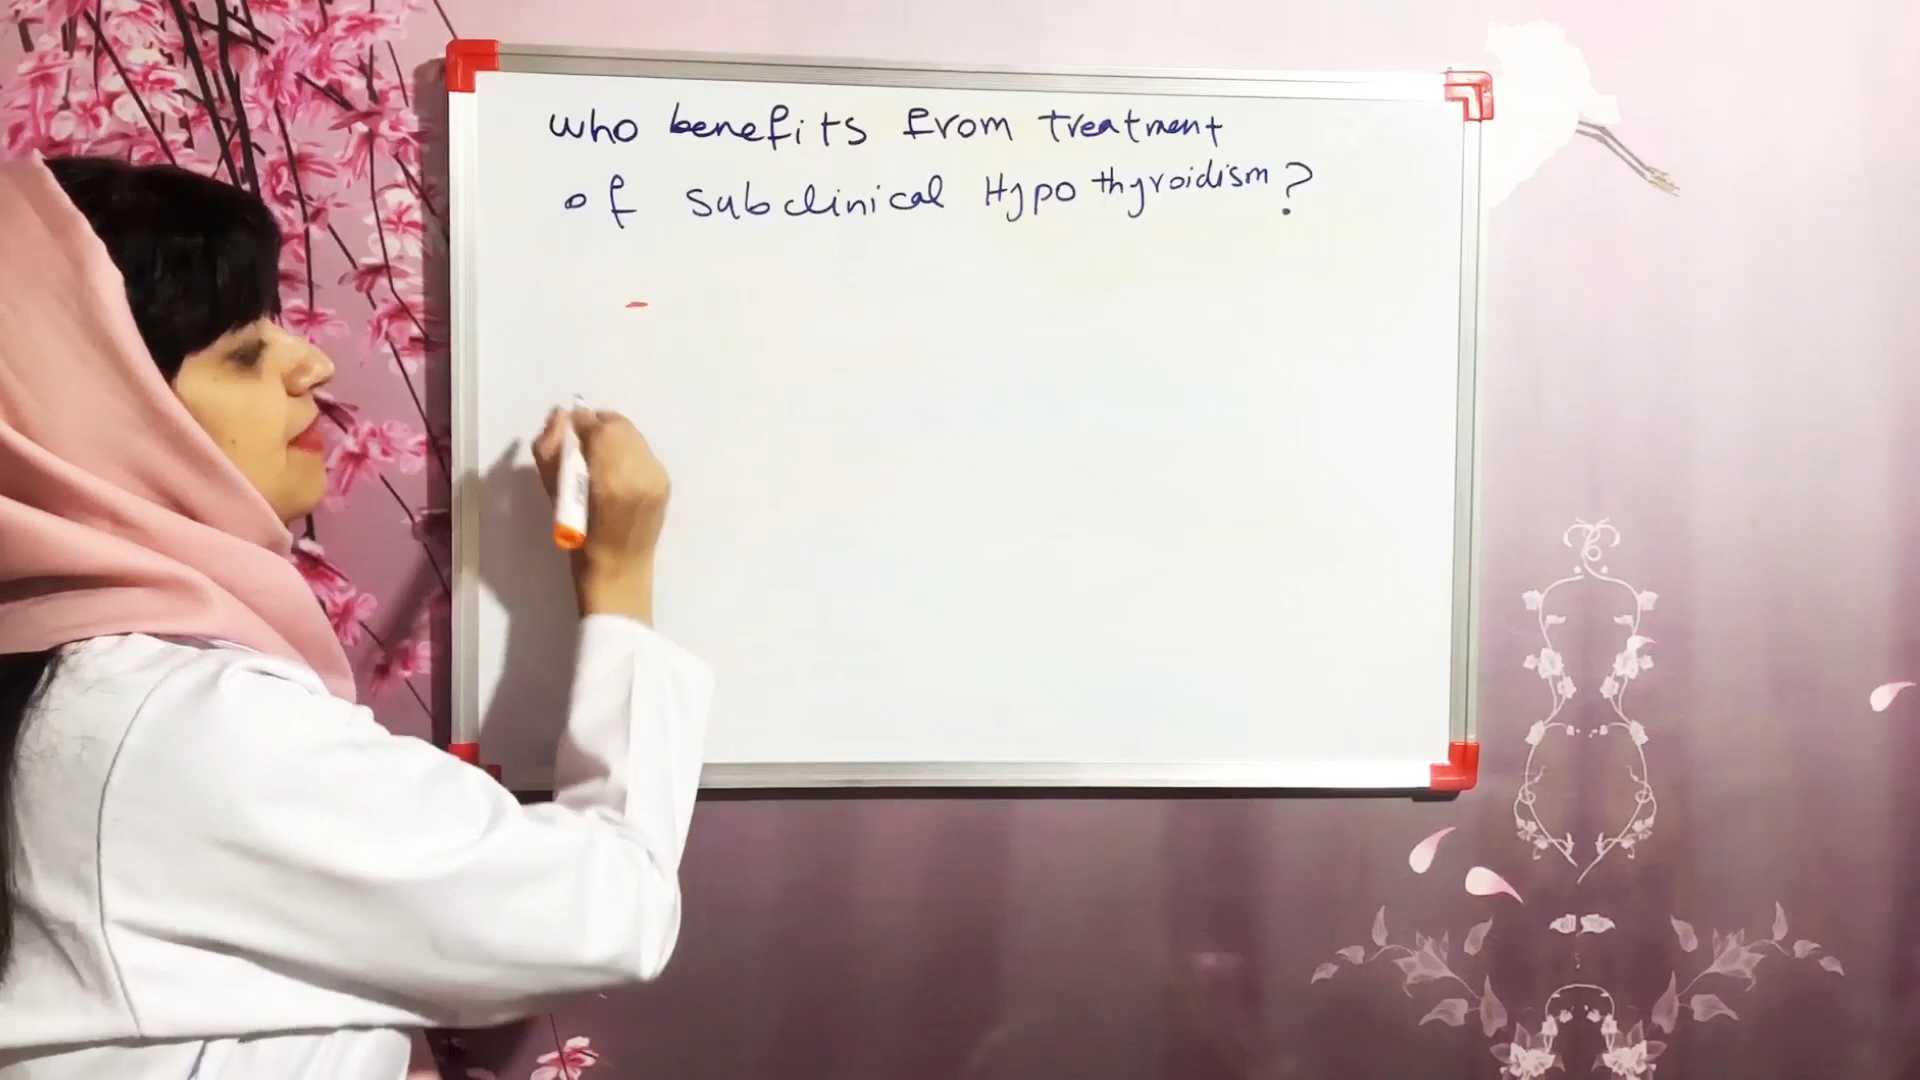 who benefits from treatment
of subclinical Hypothyroidism?
-